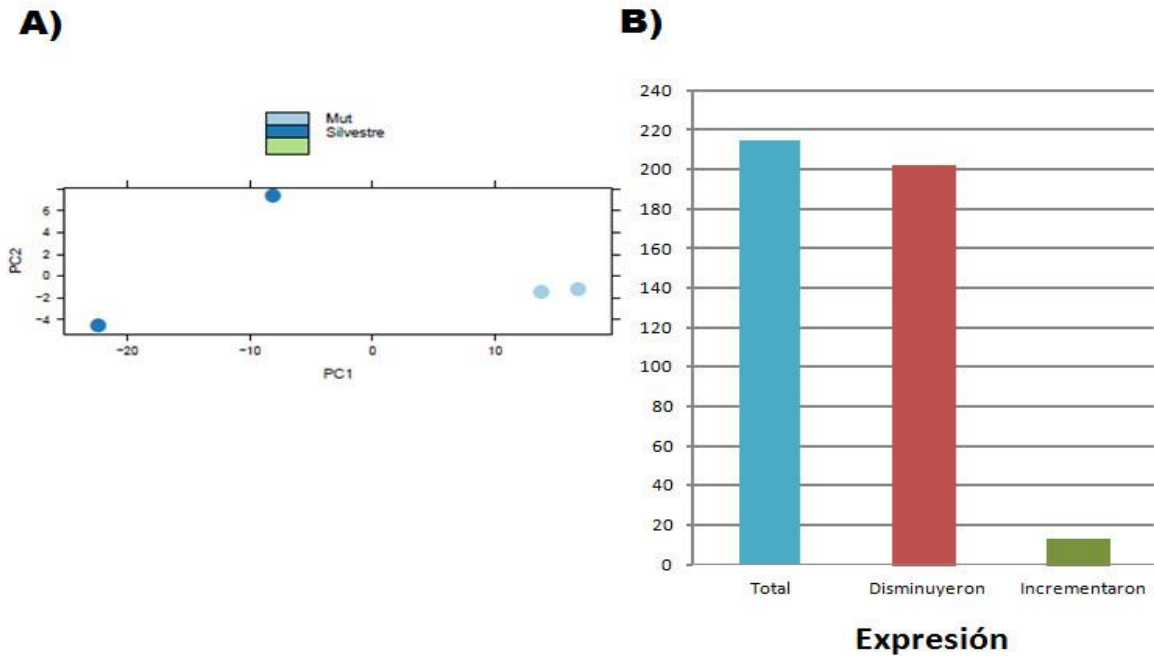 A)
Mut
Silvestre
6
4
2
0
−2
−4
PC2
−20
−10
0
10
PC1
B)
240
220
200
180
160
140
120
100
80
60
40
20
0
Total
Disminuyeron
Incrementaron
Expresión